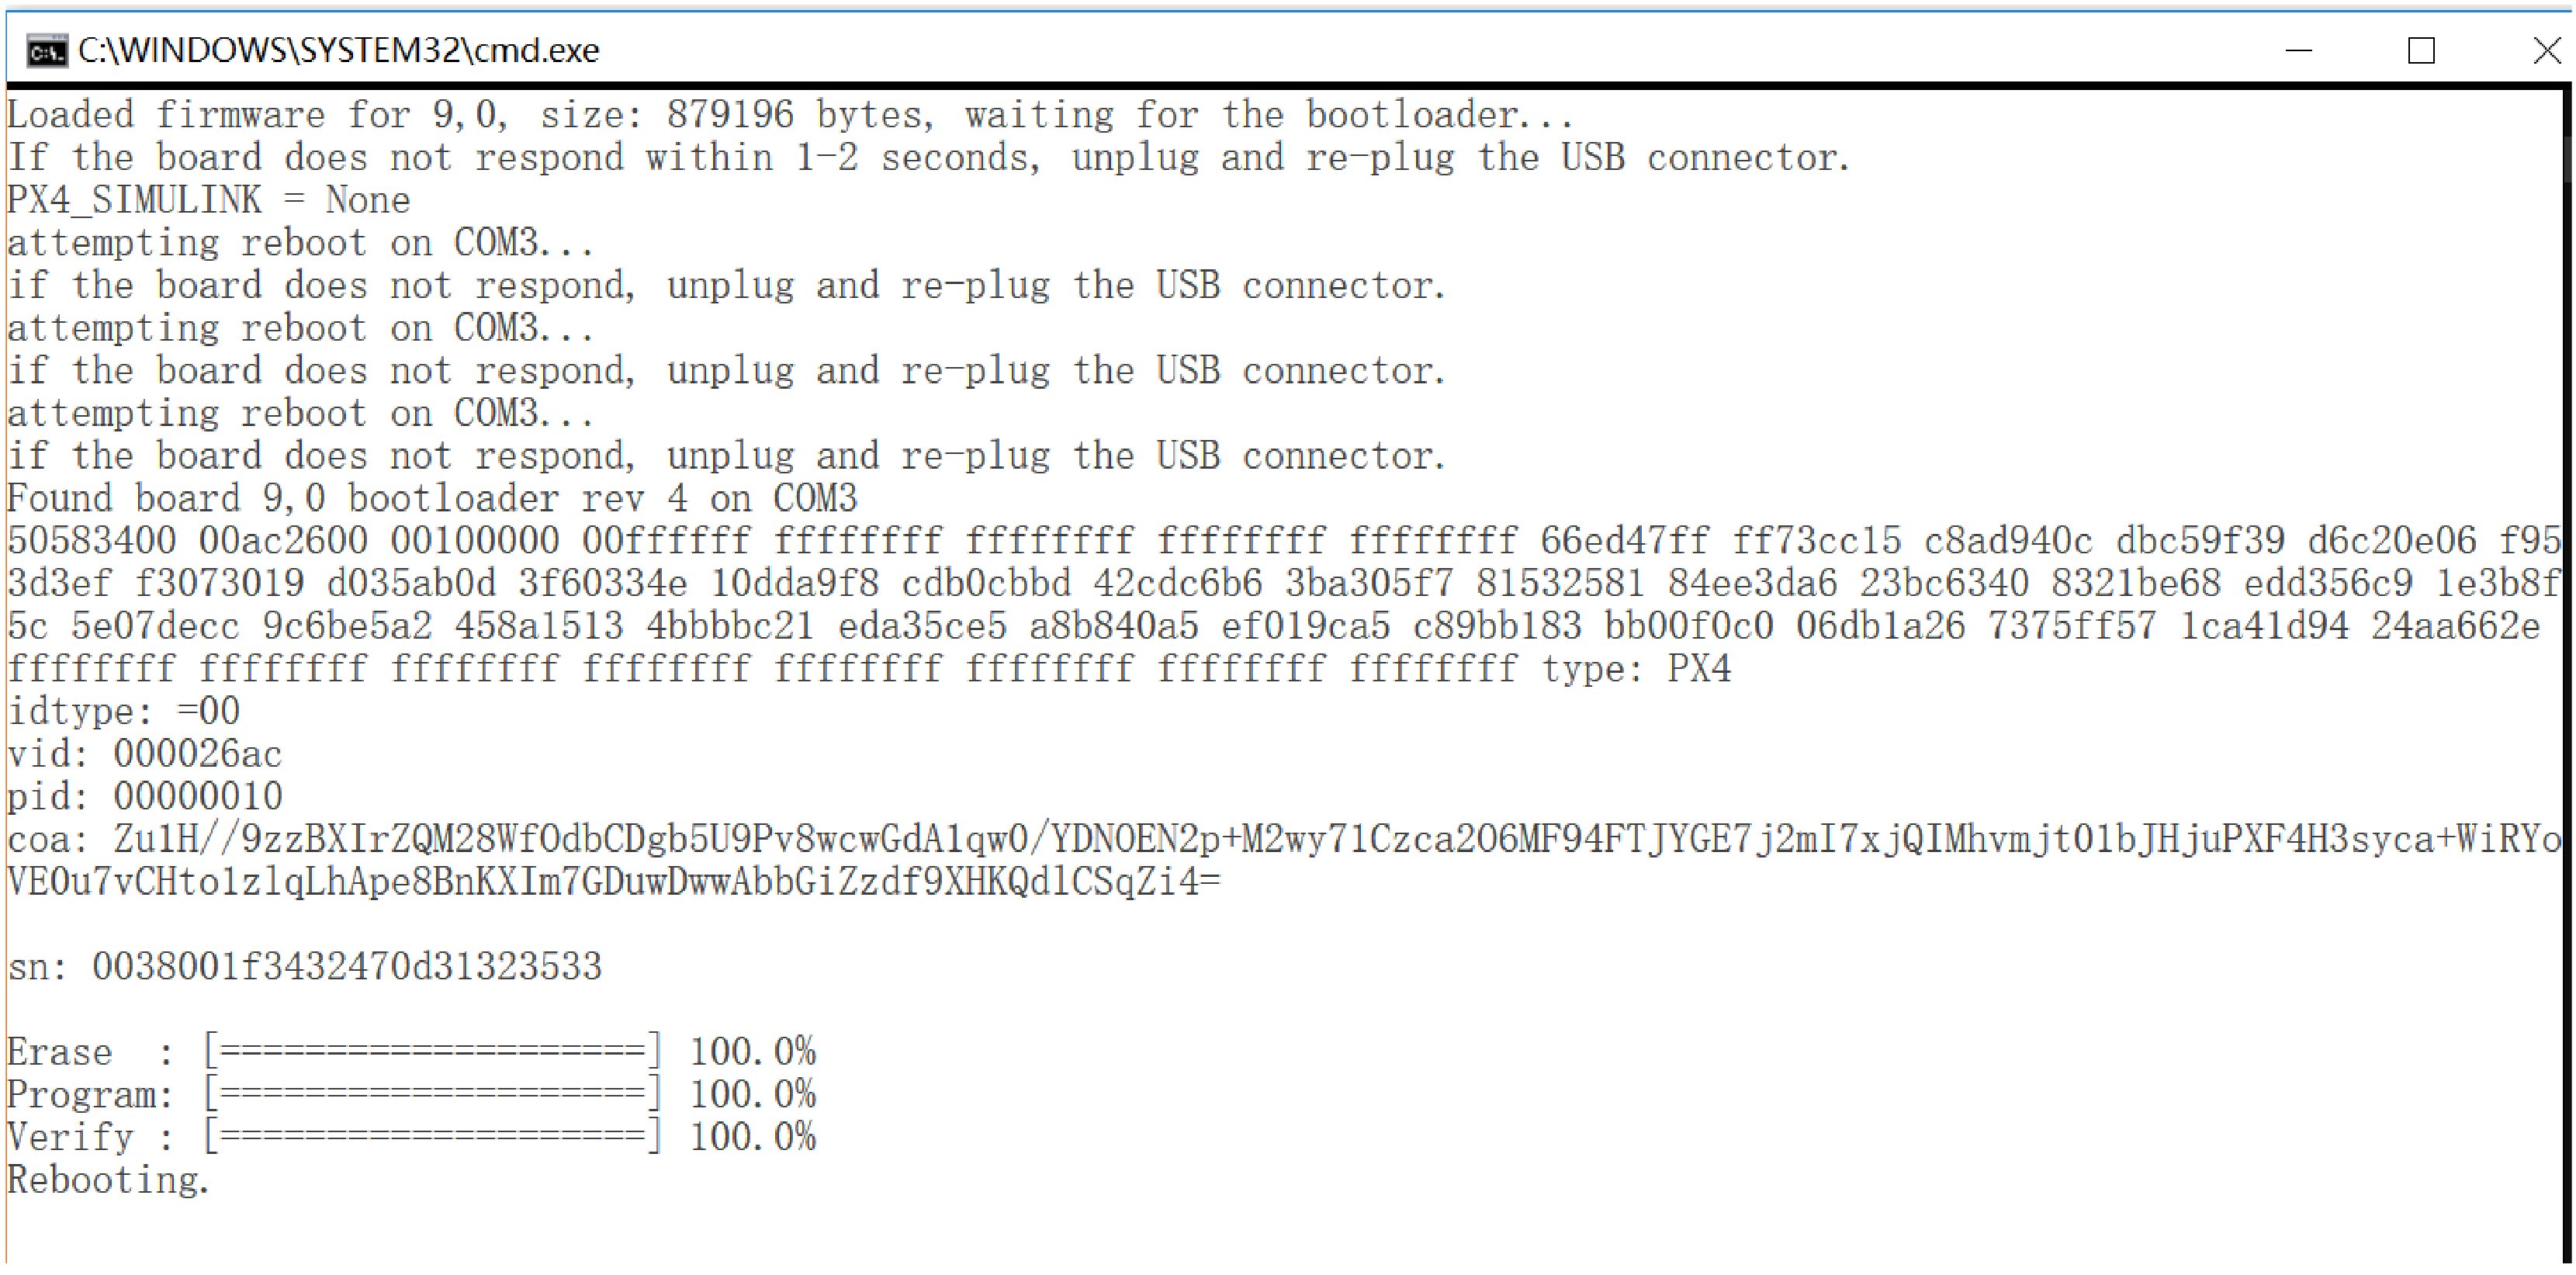 C:\WINDOWS\SYSTEM32\cmd.exe
Loaded firmware for 9,0, size: 879196 bytes, waiting for the bootloader...
If the board does not respond within 1-2 seconds, unplug and re-plug the USB connector.
PX4_SIMULINK = None
attempting reboot on COM3...
if the board does not respond, unplug and re-plug the USB connector.
attempting reboot on COM3...
if the board does not respond, unplug and re-plug the USB connector.
attempting reboot on COM3...
if the board does not respond, unplug and re-plug the USB connector.
Found board 9,0 bootloader rev 4 on COM3
50583400 00ac2600 00100000 00ffffff ffffffff ffffffff ffffffff ffffffff 66ed47ff ff73cc15 c8ad940c dbc59f39 d6c20e06 f95
3d3ef f3073019 d035ab0d 3f60334e 10dda9f8 cdb0cbbd 42cdc6b6 3ba305f7 81532581 84ee3da6 23bc6340 8321be68 edd356c9 1e3b8f
5c 5e07decc 9c6be5a2 458a1513 4bbbbc21 eda35ce5 a8b840a5 ef019ca5 c89bb183 bb00f0c0 06db1a26 7375ff57 1ca41d94 24aa662e
ffffffff ffffffff ffffffff ffffffff ffffffff ffffffff ffffffff ffffffff type: PX4
idtype: =00
vid: 000026ac
pid: 00000010
coa: Zu1H//9zzBXIrZQM28WfOdbCDgb5U9Pv8wcwGdA1qw0/YDNOEN2p+M2wy71Czca2O6MF94FTJYGE7j2mI7xjQIMhvmjt01bJHjuPXF4H3syca+WiRYo
VE0u7vCHto1zlqLhApe8BnKXIm7GDuwDwwAbbGiZzdf9XHKQdlCSqZi4=
sn: 0038001f3432470d31323533
Erase  : [====================] 100.0%
Program: [====================] 100.0%
Verify : [====================] 100.0%
Rebooting.